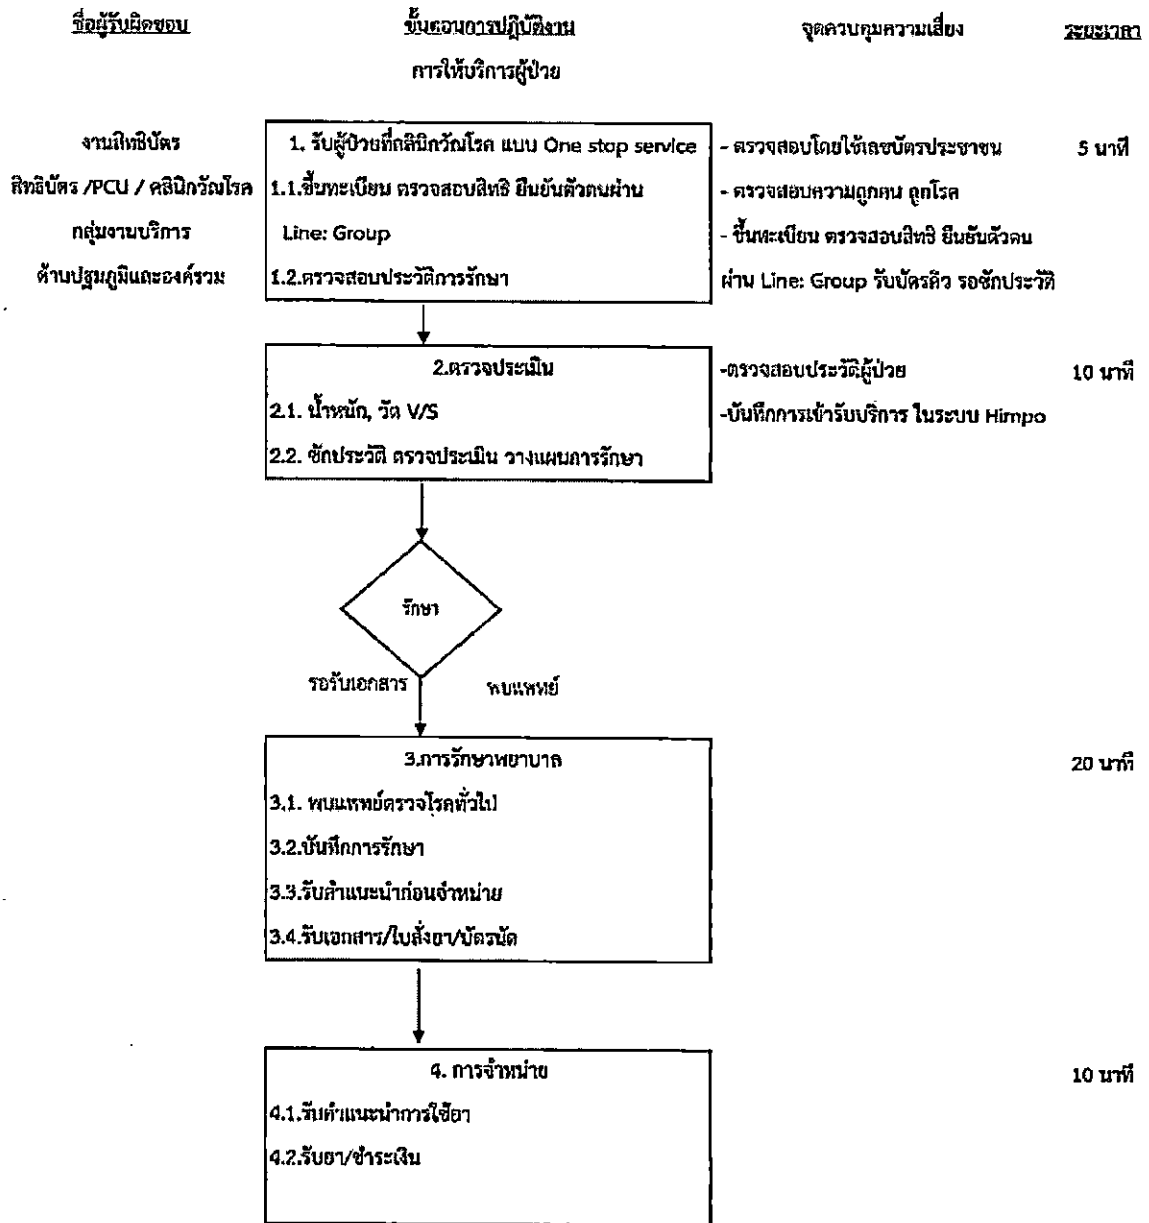 ชื่อผู้รับผิดชอบ ขั้นตอนการปฏิบัติงาน จุดควบคุมความเสี่ยง ระยะเวลา
การให้บริการผู้ป่วย
งานสิทธิบัตร
สิทธิบัตร /PCU / คลินิกวัณโรค
กลุ่มงานบริการ
ด้านปฐมภูมิและองค์รวม
1. รับผู้ป่วยที่คลินิกวัณโรค แบบ One stop service
1.1.ขึ้นทะเบียน ตรวจสอบสิทธิ ยืนยันตัวตนผ่าน
Line: Group
1.2.ตรวจสอบประวัติการรักษา
- ตรวจสอบโดยใช้เลขบัตรประชาชน
- ตรวจสอบความถูกคน ถูกโรค
- ขึ้นทะเบียน ตรวจสอบสิทธิ ยืนยันตัวตน
ผ่าน Line: Group รับบัตรคิว รอซักประวัติ
5 นาที
2.ตรวจประเมิน
2.1. น้ำหนัก, วัด V/S
2.2. ซักประวัติ ตรวจประเมิน วางแผนการรักษา
-ตรวจสอบประวัติผู้ป่วย
-บันทึกการเข้ารับบริการ ในระบบ Himpo
10 นาที
รักษา
รอรับเอกสาร พบแพทย์
3.การรักษาพยาบาล
3.1. พบแพทย์ตรวจโรคทั่วไป
3.2.บันทึกการรักษา
3.3.รับคำแนะนำก่อนจำหน่าย
3.4.รับเอกสาร/ใบสั่งยา/บัตรนัด
20 นาที
4. การจำหน่าย
4.1.รับคำแนะนำการใช้ยา
4.2.รับยา/ชำระเงิน
10 นาที